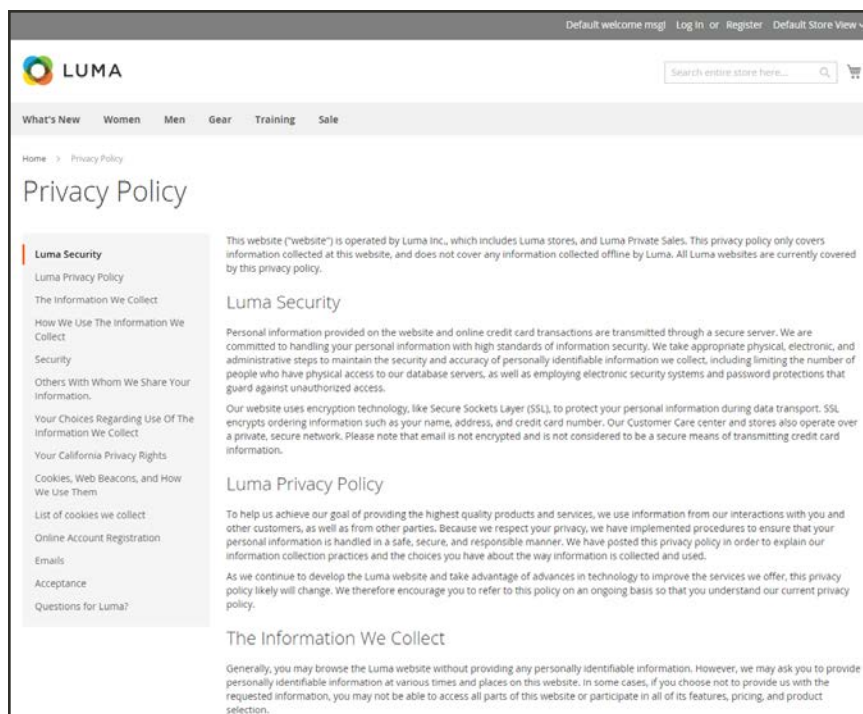 Default welcome msg! Log In or Register Default Store View
LUMA
Search entire store here...
What's New Women Men Gear Training Sale
Home > Privacy Policy
Privacy Policy
Luma Security
Luma Privacy Policy
The Information We Collect
How We Use The Information We
Collect
Security
Others With Whom We Share Your
Information.
Your Choices Regarding Use Of The
Information We Collect
Your California Privacy Rights
Cookies, Web Beacons, and How
We Use Them
List of cookies we collect
Online Account Registration
Emails
Acceptance
Questions for Luma?
This website ("website") is operated by Luma Inc., which includes Luma stores, and Luma Private Sales. This privacy policy only covers
information collected at this website, and does not cover any information collected offline by Luma. All Luma websites are currently covered
by this privacy policy.
Luma Security
Personal information provided on the website and online credit card transactions are transmitted through a secure server. We are
committed to handling your personal information with high standards of information security. We take appropriate physical, electronic, and
administrative steps to maintain the security and accuracy of personally identifiable information we collect, including limiting the number of
people who have physical access to our database servers, as well as employing electronic security systems and password protections that
guard against unauthorized access.
Our website uses encryption technology, like Secure Sockets Layer (SSL), to protect your personal information during data transport. SSL
encrypts ordering information such as your name, address, and credit card number. Our Customer Care center and stores also operate over
a private, secure network. Please note that email is not encrypted and is not considered to be a secure means of transmitting credit card
information.
Luma Privacy Policy
To help us achieve our goal of providing the highest quality products and services, we use information from our interactions with you and
other customers, as well as from other parties. Because we respect your privacy, we have implemented procedures to ensure that your
personal information is handled in a safe, secure, and responsible manner. We have posted this privacy policy in order to explain our
information collection practices and the choices you have about the way information is collected and used.
As we continue to develop the Luma website and take advantage of advances in technology to improve the services we offer, this privacy
policy likely will change. We therefore encourage you to refer to this policy on an ongoing basis so that you understand our current privacy
policy.
The Information We Collect
Generally, you may browse the Luma website without providing any personally identifiable information. However, we may ask you to provide
personally identifiable information at various times and places on this website. In some cases, if you choose not to provide us with the
requested information, you may not be able to access all parts of this website or participate in all of its features, pricing, and product
selection.